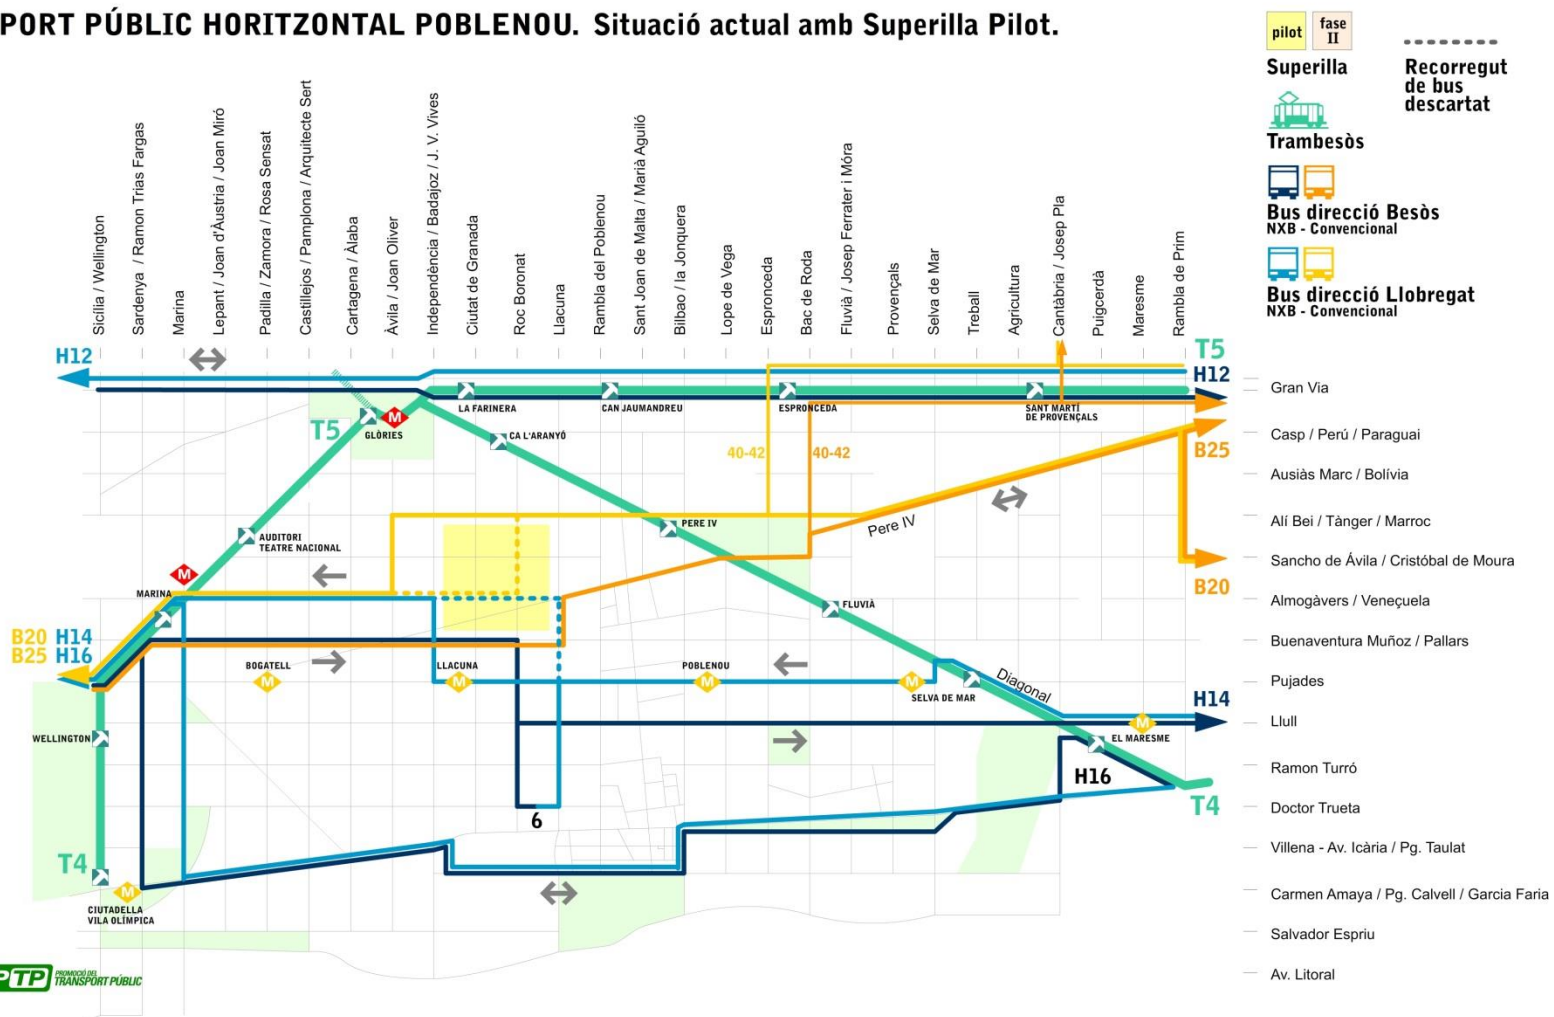 PORT PÚBLIC HORITZONTAL POBLENOU. Situació actual amb Superilla Pilot.
pilot
fase
II
Superilla
Recorregut
de bus
descartat
Trambesòs
Bus direcció Besòs
NXB - Convencional
Bus direcció Llobregat
NXB - Convencional
Sicília / Wellington
Sardenya / Ramon Trias Fargas
Marina
Lepant / Joan d'Àustria / Joan Miró
Padilla / Zamora / Rosa Sensat
Castillejos / Pamplona / Arquitecte Sert
Cartagena / Àlaba
Àvila / Joan Oliver
Independència / Badajoz / J. V. Vives
Ciutat de Granada
Roc Boronat
Llacuna
Rambla del Poblenou
Sant Joan de Malta / Marià Aguiló
Bilbao / la Jonquera
Lope de Vega
Espronceda
Bac de Roda
Fluvià / Josep Ferrater i Móra
Provençals
Selva de Mar
Treball
Agricultura
Cantàbria / Josep Pla
Puigcerdà
Maresme
Rambla de Prim
H12
T5
H12
Gran Via
LA FARINERA
CAN JAUMANDREU
ESPRONCEDA
SANT MARTÍ
DE PROVENÇALS
T5
GLÒRIES
CA L'ARANYÓ
Casp / Perú / Paraguai
40-42
40-42
B25
Ausiàs Marc / Bolívia
PERE IV
Pere IV
Alí Bei / Tànger / Marroc
AUDITORI
TEATRE NACIONAL
Sancho de Ávila / Cristóbal de Moura
M
B20
MARINA
FLUVIÀ
Almogàvers / Veneçuela
B20 H14
B25 H16
Buenaventura Muñoz / Pallars
BOGATELL
M
LLACUNA
M
POBLENOU
M
SELVA DE MAR
M
Diagonal
Pujades
H14
Llull
WELLINGTON
M
EL MARESME
Ramon Turró
H16
T4
Doctor Trueta
6
Villena - Av. Icària / Pg. Taulat
T4
M
CIUTADELLA
VILA OLÍMPICA
Carmen Amaya / Pg. Calvell / Garcia Faria
Salvador Espriu
Av. Litoral
PTP
PROMOCIÓ DEL
TRANSPORT PÚBLIC
M